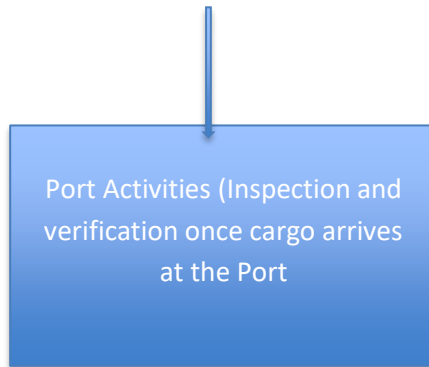 Port Activities (Inspection and
verification once cargo arrives
at the Port